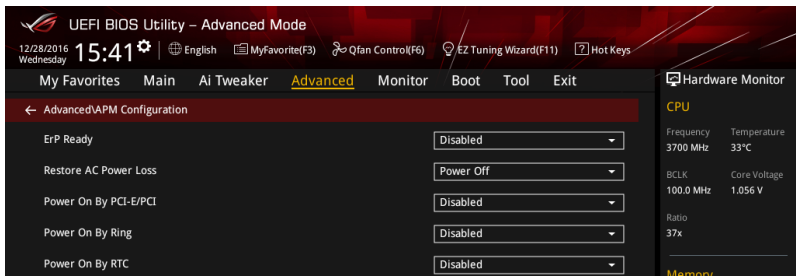 UEFI BIOS Utility – Advanced Mode
12/28/2016 Wednesday 15:41 English MyFavorite(F3) Qfan Control(F6) EZ Tuning Wizard(F11) ? Hot Keys
My Favorites Main Ai Tweaker Advanced Monitor Boot Tool Exit
Hardware Monitor
← Advanced\APM Configuration
ErP Ready Disabled
Restore AC Power Loss Power Off
Power On By PCI-E/PCI Disabled
Power On By Ring Disabled
Power On By RTC Disabled
CPU
Frequency Temperature
3700 MHz 33°C
BCLK Core Voltage
100.0 MHz 1.056 V
Ratio
37x
Memory